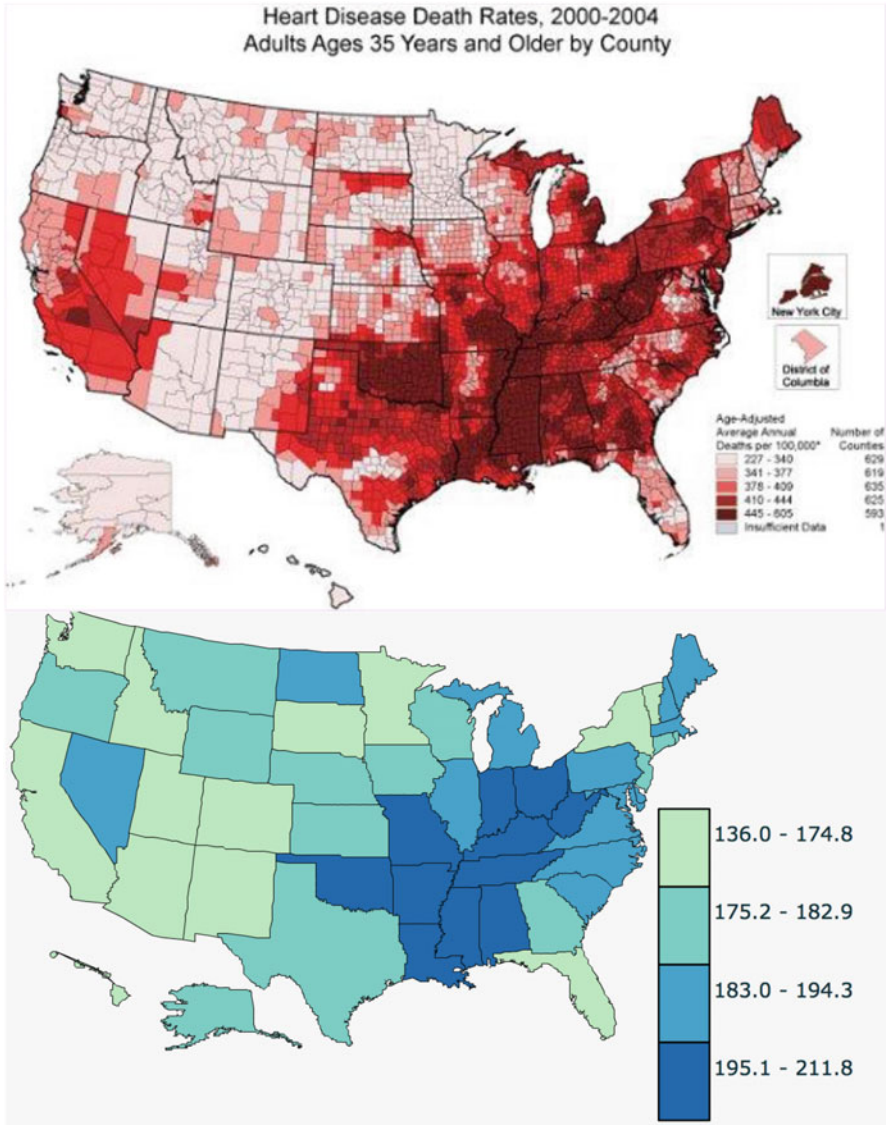 Heart Disease Death Rates, 2000-2004
Adults Ages 35 Years and Older by County
New York City
District of
Columbia
Age-Adjusted
Average Annual Number of
Deaths per 100,000* Counties
227 - 340 629
341 - 377 619
378 - 409 635
410 - 444 625
445 - 605 593
Insufficient Data 1
136.0 - 174.8
175.2 - 182.9
183.0 - 194.3
195.1 - 211.8